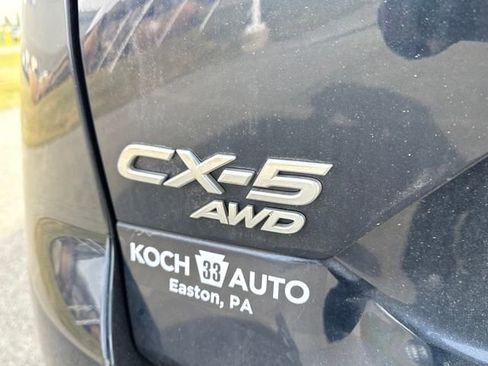 CX-5
AWD
KOCH 33 AUTO
Easton, PA